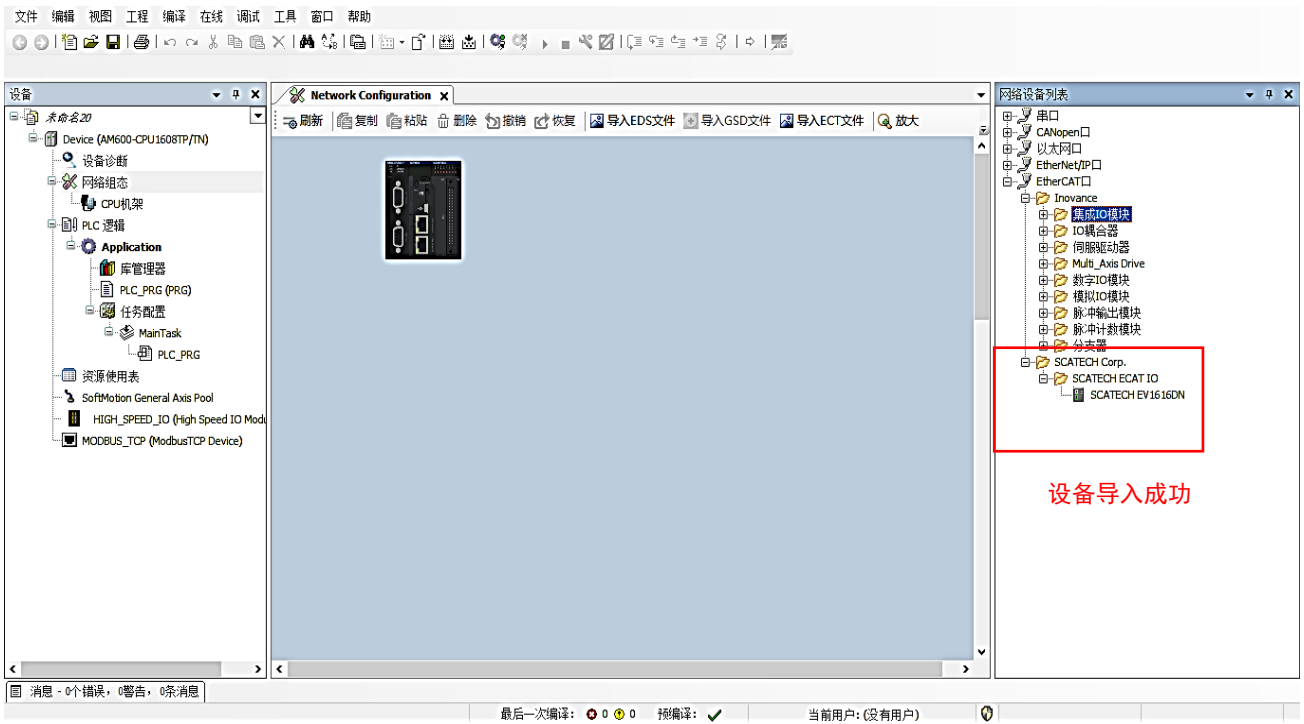 文件 编辑 视图 工程 编译 在线 调试 工具 窗口 帮助
设备
未命名20
Device (AM600-CPU1608TP/TN)
设备诊断
网络组态
CPU机架
PLC 逻辑
Application
库管理器
PLC_PRG (PRG)
任务配置
MainTask
PLC_PRG
资源使用表
SoftMotion General Axis Pool
HIGH_SPEED_IO (High Speed IO Modu
MODBUS_TCP (ModbusTCP Device)
Network Configuration
刷新 复制 粘贴 删除 撤销 恢复 导入EDS文件 导入GSD文件 导入ECT文件 放大
网络设备列表
串口
CANopen口
以太网口
EtherNet/IP口
EtherCAT口
Inovance
集成IO模块
IO耦合器
伺服驱动器
Multi_Axis Drive
数字IO模块
模拟IO模块
脉冲输出模块
脉冲计数模块
分支器
SCATECH Corp.
SCATECH ECAT IO
SCATECH EV1616DN
设备导入成功
消息 - 0个错误，0警告，0条消息
最后一次编译： 0 0 预编译： 当前用户: (没有用户)